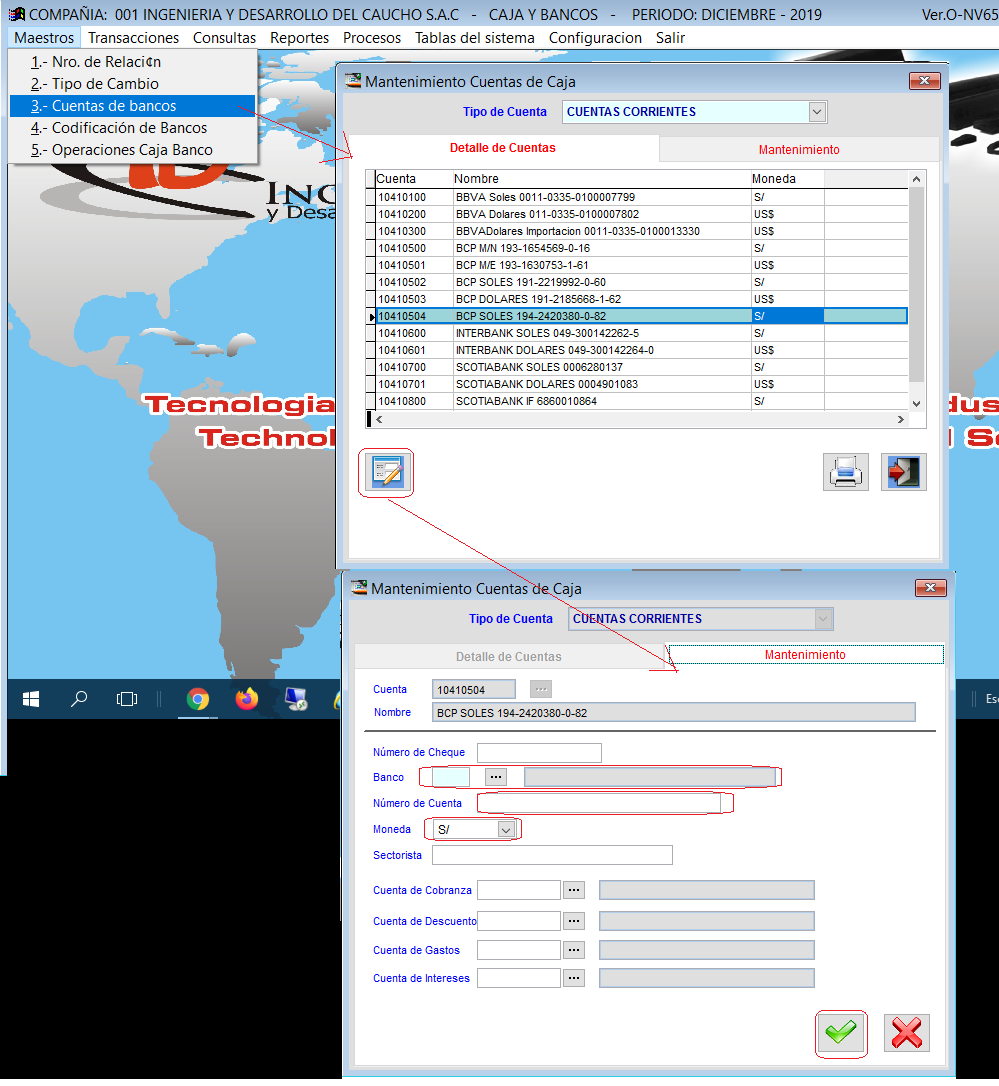 COMPAÑIA: 001 INGENIERIA Y DESARROLLO DEL CAUCHO S.A.C - CAJA Y BANCOS - PERIODO: DICIEMBRE - 2019 Ver.O-NV65
Maestros Transacciones Consultas Reportes Procesos Tablas del sistema Configuracion Salir
1.- Nro. de Relaci¢n
2.- Tipo de Cambio
3.- Cuentas de bancos
4.- Codificación de Bancos
5.- Operaciones Caja Banco
y Desa
Tecnologia
Technol
Mantenimiento Cuentas de Caja
Tipo de Cuenta CUENTAS CORRIENTES
Detalle de Cuentas Mantenimiento
Cuenta Nombre Moneda
10410100 BBVA Soles 0011-0335-0100007799 S/
10410200 BBVA Dolares 011-0335-0100007802 US$
10410300 BBVADolares Importacion 0011-0335-0100013330 US$
10410500 BCP M/N 193-1654569-0-16 S/
10410501 BCP M/E 193-1630753-1-61 US$
10410502 BCP SOLES 191-2219992-0-60 S/
10410503 BCP DOLARES 191-2185668-1-62 US$
10410504 BCP SOLES 194-2420380-0-82 S/
10410600 INTERBANK SOLES 049-300142262-5 S/
10410601 INTERBANK DOLARES 049-300142264-0 US$
10410700 SCOTIABANK SOLES 0006280137 S/
10410701 SCOTIABANK DOLARES 0004901083 US$
10410800 SCOTIABANK IF 6860010864 S/
Mantenimiento Cuentas de Caja
Tipo de Cuenta CUENTAS CORRIENTES
Detalle de Cuentas Mantenimiento
Cuenta 10410504 ...
Nombre BCP SOLES 194-2420380-0-82
Número de Cheque
Banco ...
Número de Cuenta
Moneda S/
Sectorista
Cuenta de Cobranza ...
Cuenta de Descuento ...
Cuenta de Gastos ...
Cuenta de Intereses ...